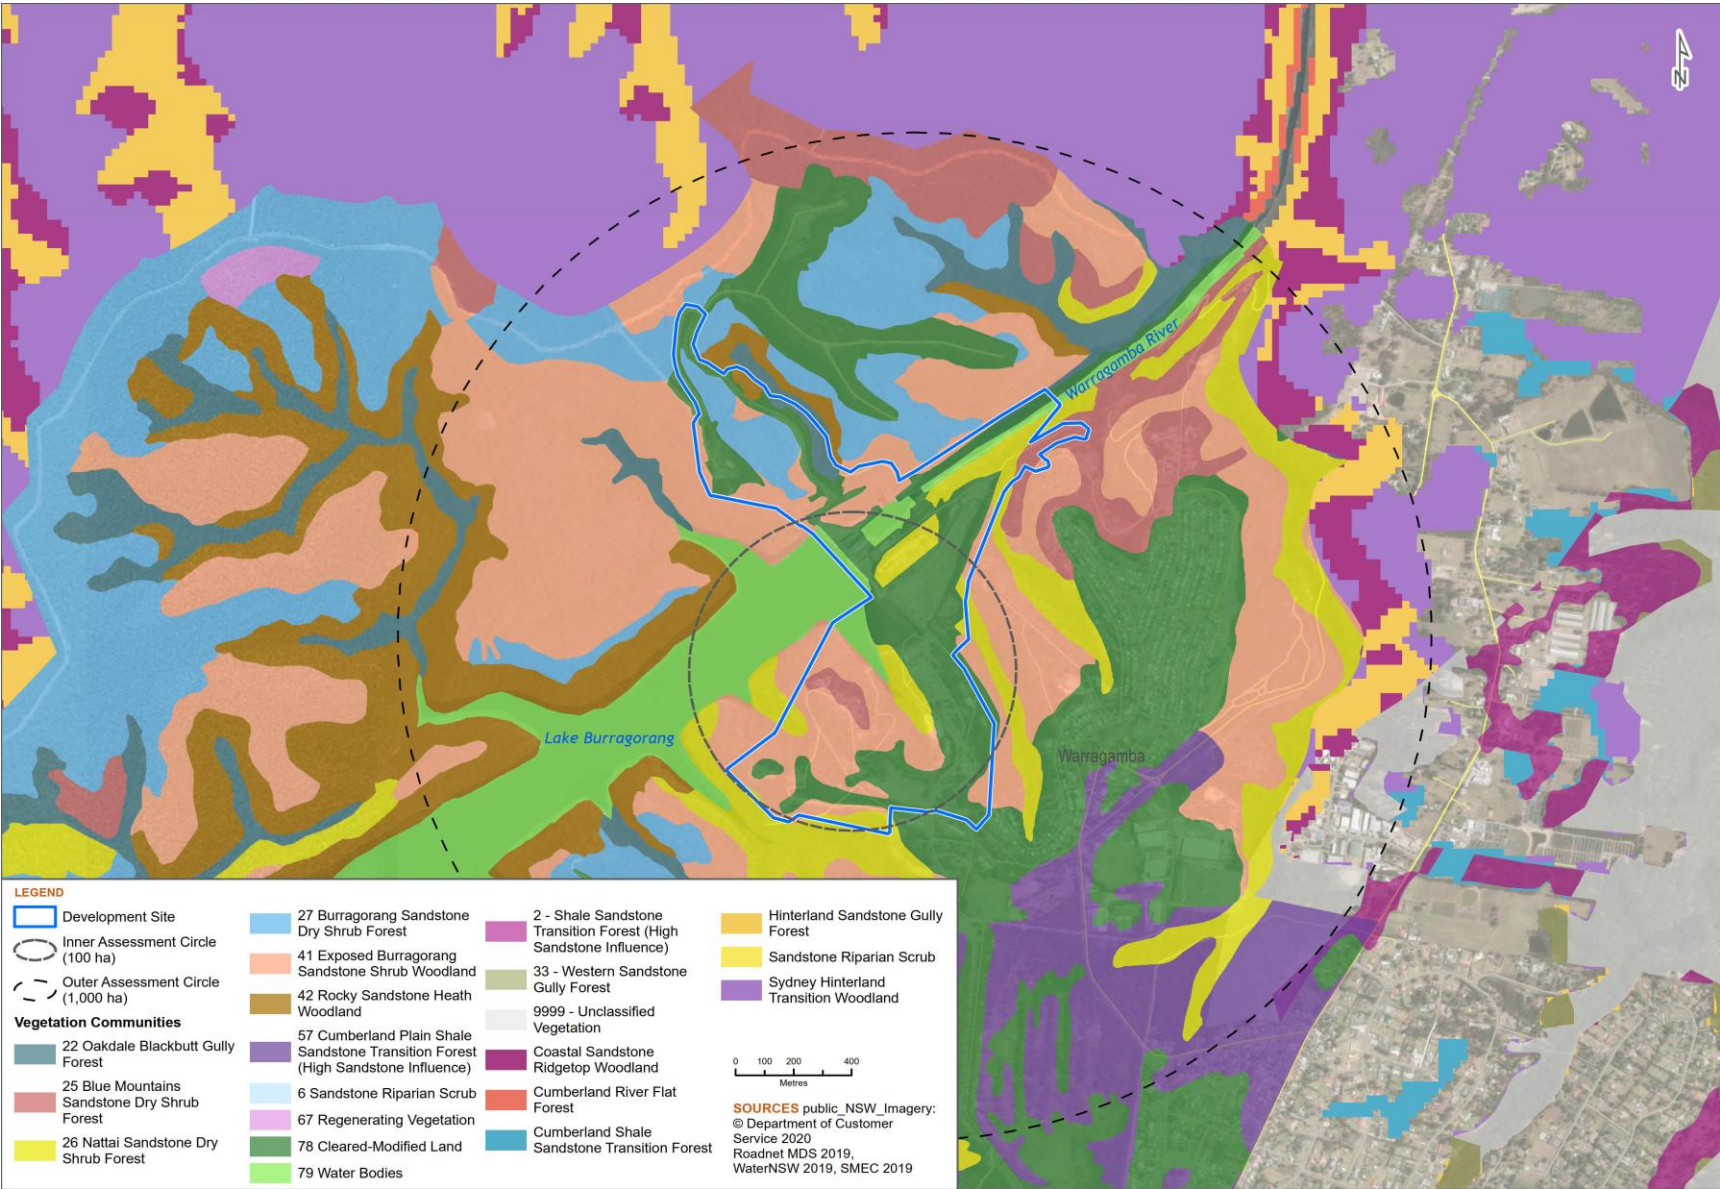 N
Warragamba River
Lake Burragorang
Warragamba
LEGEND
Development Site
Inner Assessment Circle
(100 ha)
Outer Assessment Circle
(1,000 ha)
Vegetation Communities
22 Oakdale Blackbutt Gully
Forest
25 Blue Mountains
Sandstone Dry Shrub
Forest
26 Nattai Sandstone Dry
Shrub Forest
27 Burragorang Sandstone
Dry Shrub Forest
41 Exposed Burragorang
Sandstone Shrub Woodland
42 Rocky Sandstone Heath
Woodland
57 Cumberland Plain Shale
Sandstone Transition Forest
(High Sandstone Influence)
6 Sandstone Riparian Scrub
67 Regenerating Vegetation
78 Cleared-Modified Land
79 Water Bodies
2 - Shale Sandstone
Transition Forest (High
Sandstone Influence)
33 - Western Sandstone
Gully Forest
9999 - Unclassified
Vegetation
Coastal Sandstone
Ridgetop Woodland
Cumberland River Flat
Forest
Cumberland Shale
Sandstone Transition Forest
Hinterland Sandstone Gully
Forest
Sandstone Riparian Scrub
Sydney Hinterland
Transition Woodland
0 100 200 400
Metres
SOURCES public_NSW_Imagery:
© Department of Customer
Service 2020
Roadnet MDS 2019,
WaterNSW 2019, SMEC 2019